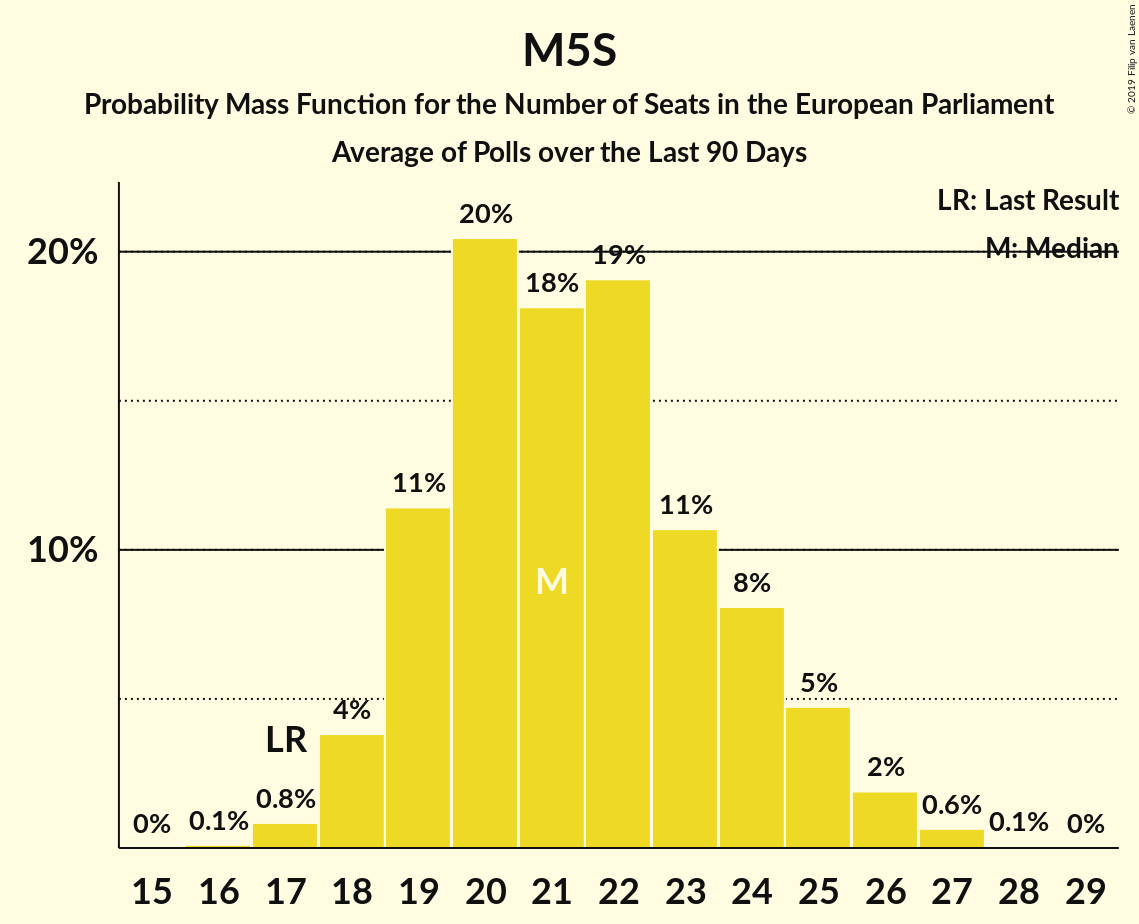 M5S
Probability Mass Function for the Number of Seats in the European Parliament
Average of Polls over the Last 90 Days
© 2019 Filip van Laenen
LR: Last Result
M: Median
20%
10%
0%
0.1%
0.8%
LR
4%
11%
20%
18%
M
19%
11%
8%
5%
2%
0.6%
0.1%
0%
15 16 17 18 19 20 21 22 23 24 25 26 27 28 29